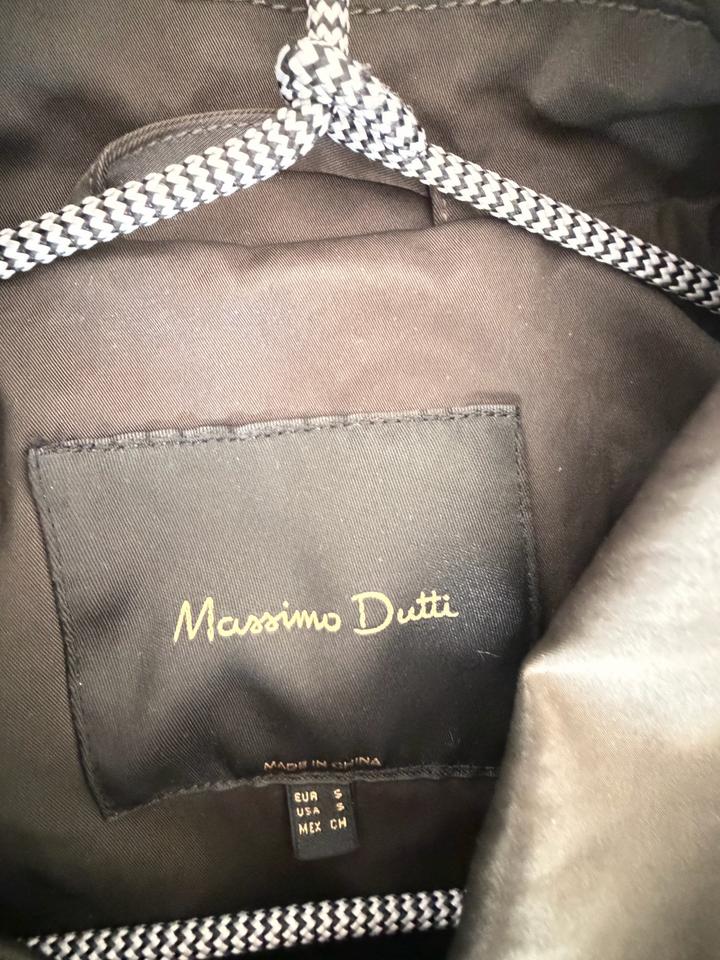 Massimo Dutti
MADE IN CHINA
EUR S
USA S
MEX CH